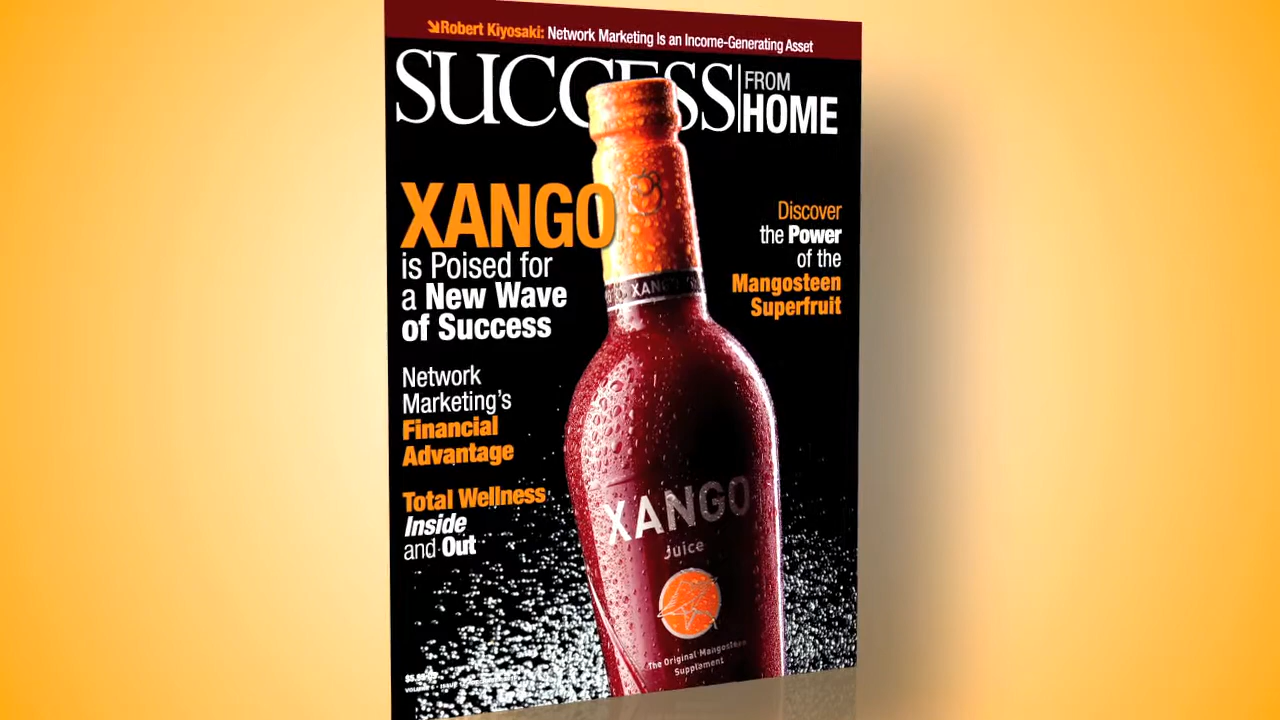 Robert Kiyosaki: Network Marketing Is an Income-Generating Asset
SUCCESS FROM
HOME
XANGO
is Poised for
a New Wave
of Success
Discover
the Power
of the
Mangosteen
Superfruit
Network
Marketing's
Financial
Advantage
Total Wellness
Inside
and Out
XANGO
XANGO
Juice
The Original Mangosteen
Supplement